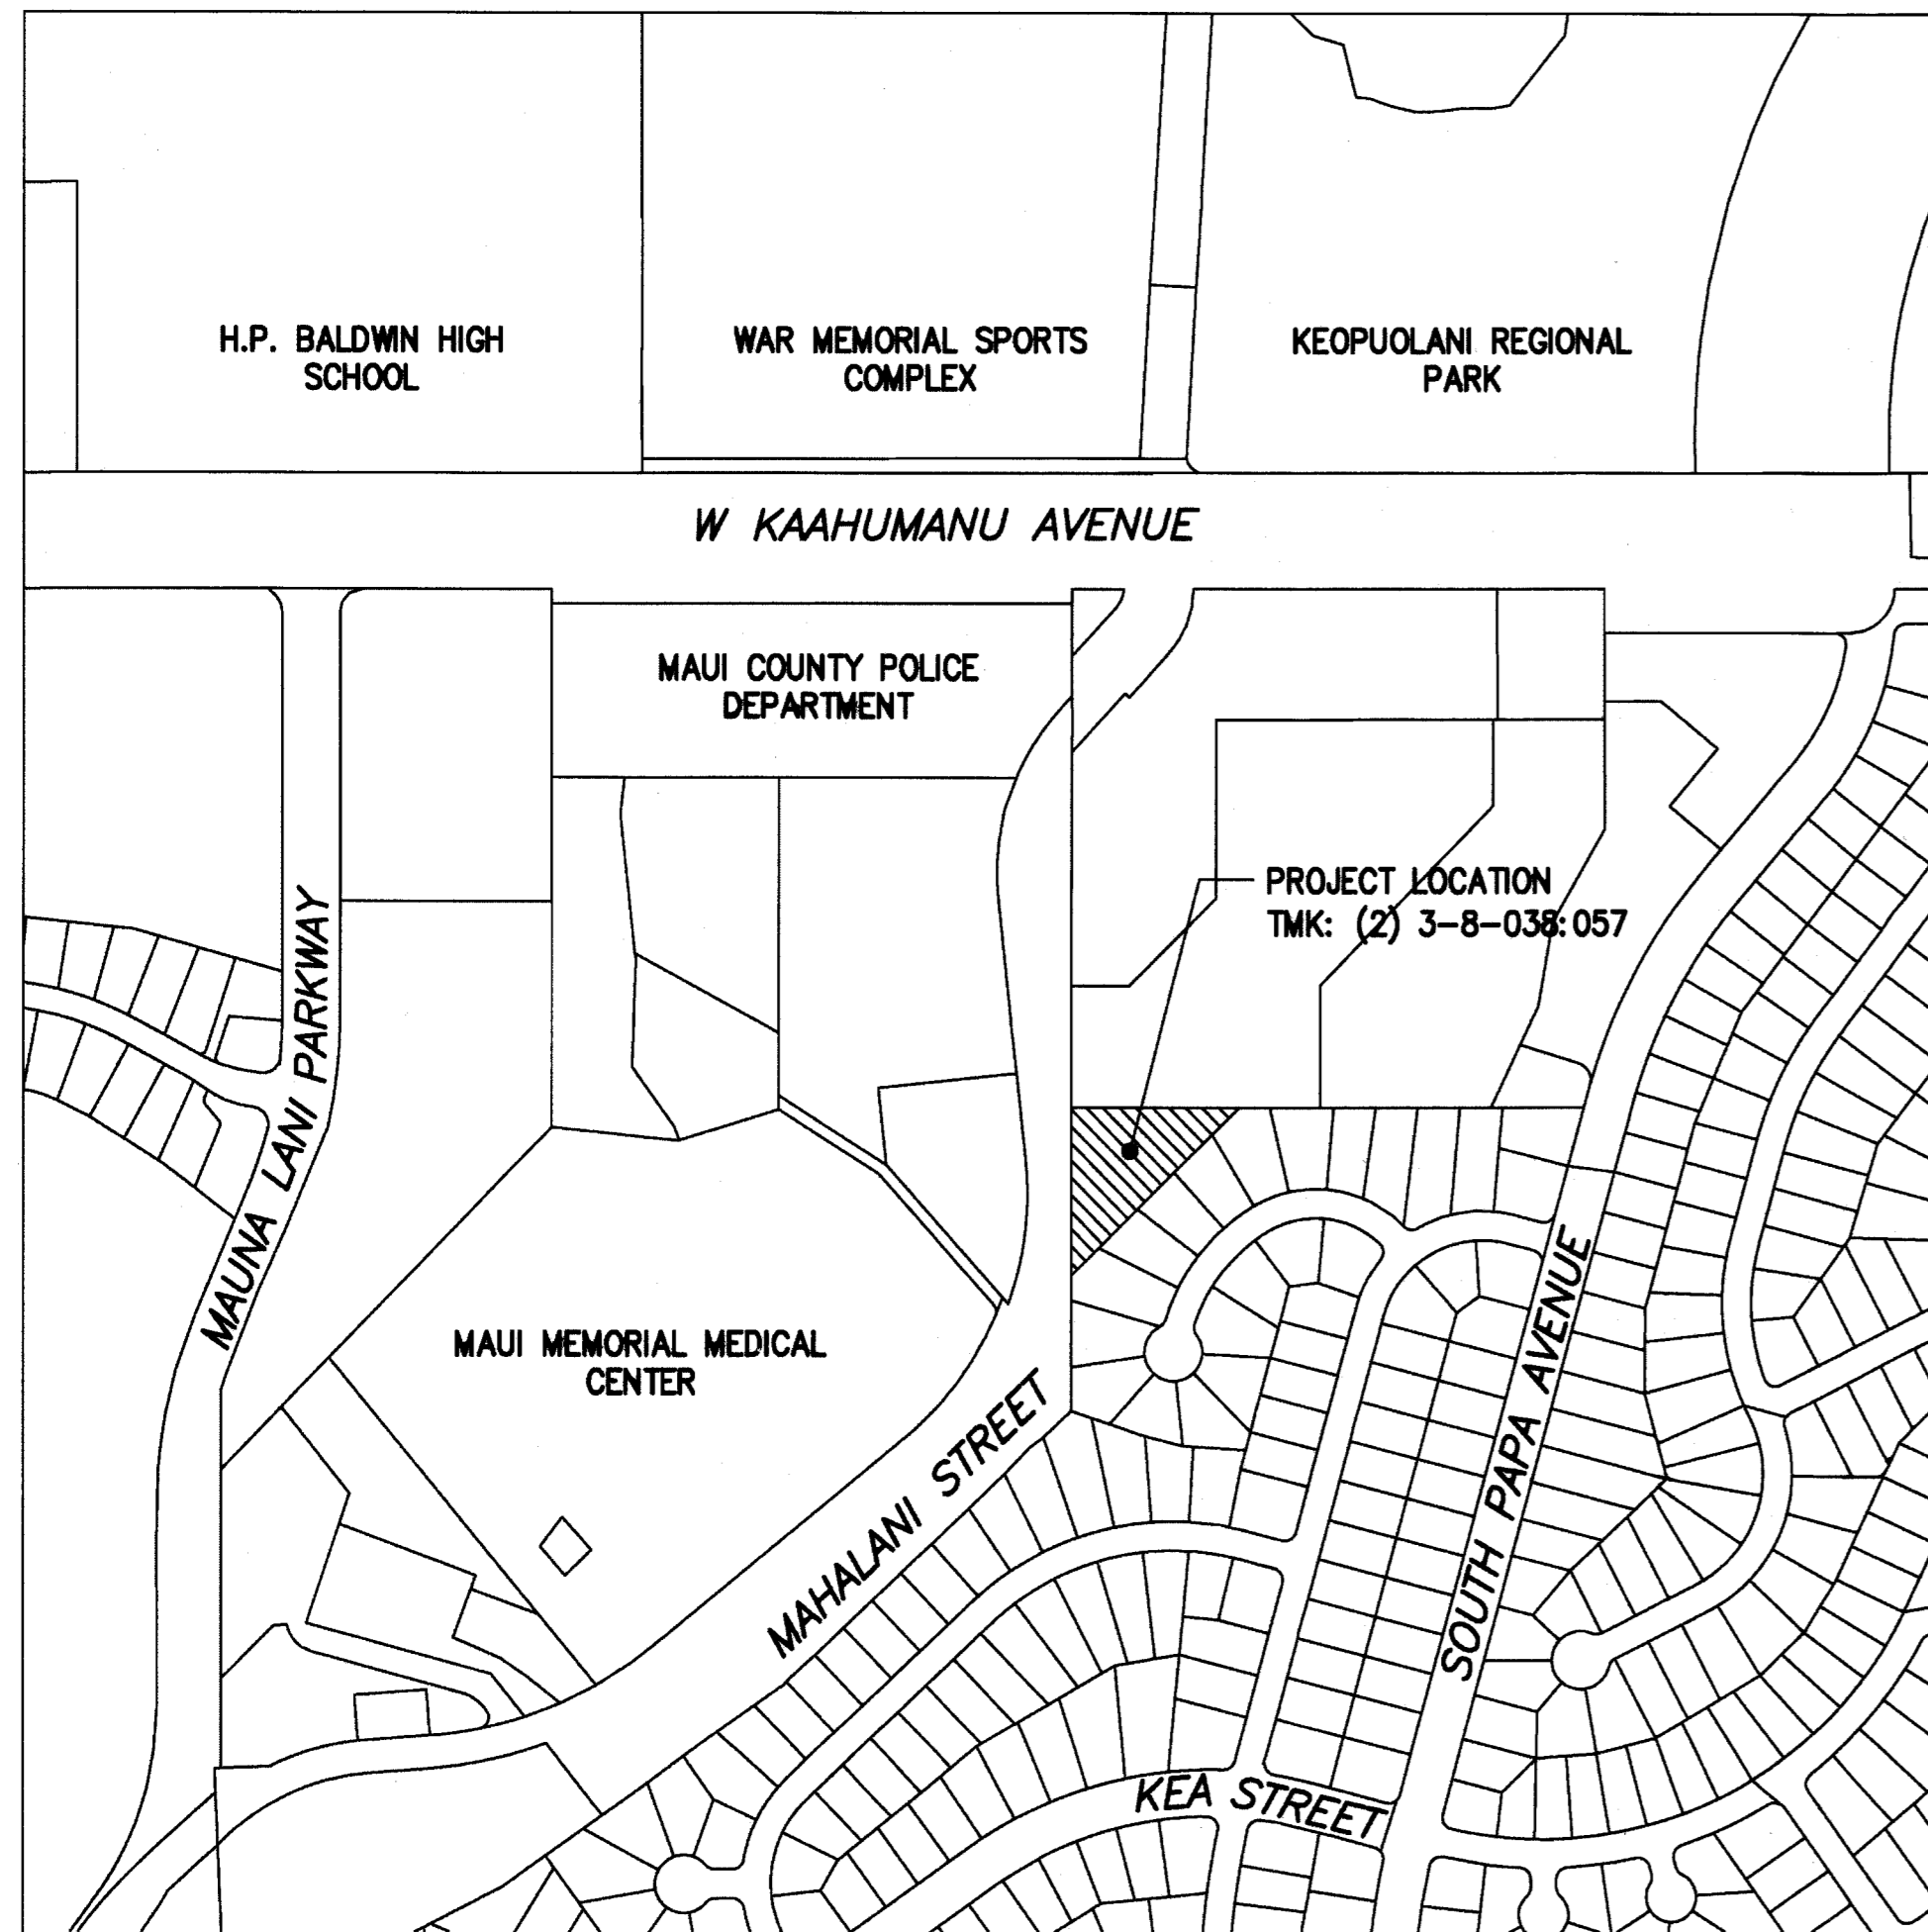 H.P. BALDWIN HIGH
SCHOOL
WAR MEMORIAL SPORTS
COMPLEX
KEOPUOLANI REGIONAL
PARK
W KAAHUMANU AVENUE
MAUI COUNTY POLICE
DEPARTMENT
PROJECT LOCATION
TMK: (2) 3-8-038:057
MAUNA LANI PARKWAY
MAUI MEMORIAL MEDICAL
CENTER
MAHALANI STREET
SOUTH PAPA AVENUE
KEA STREET